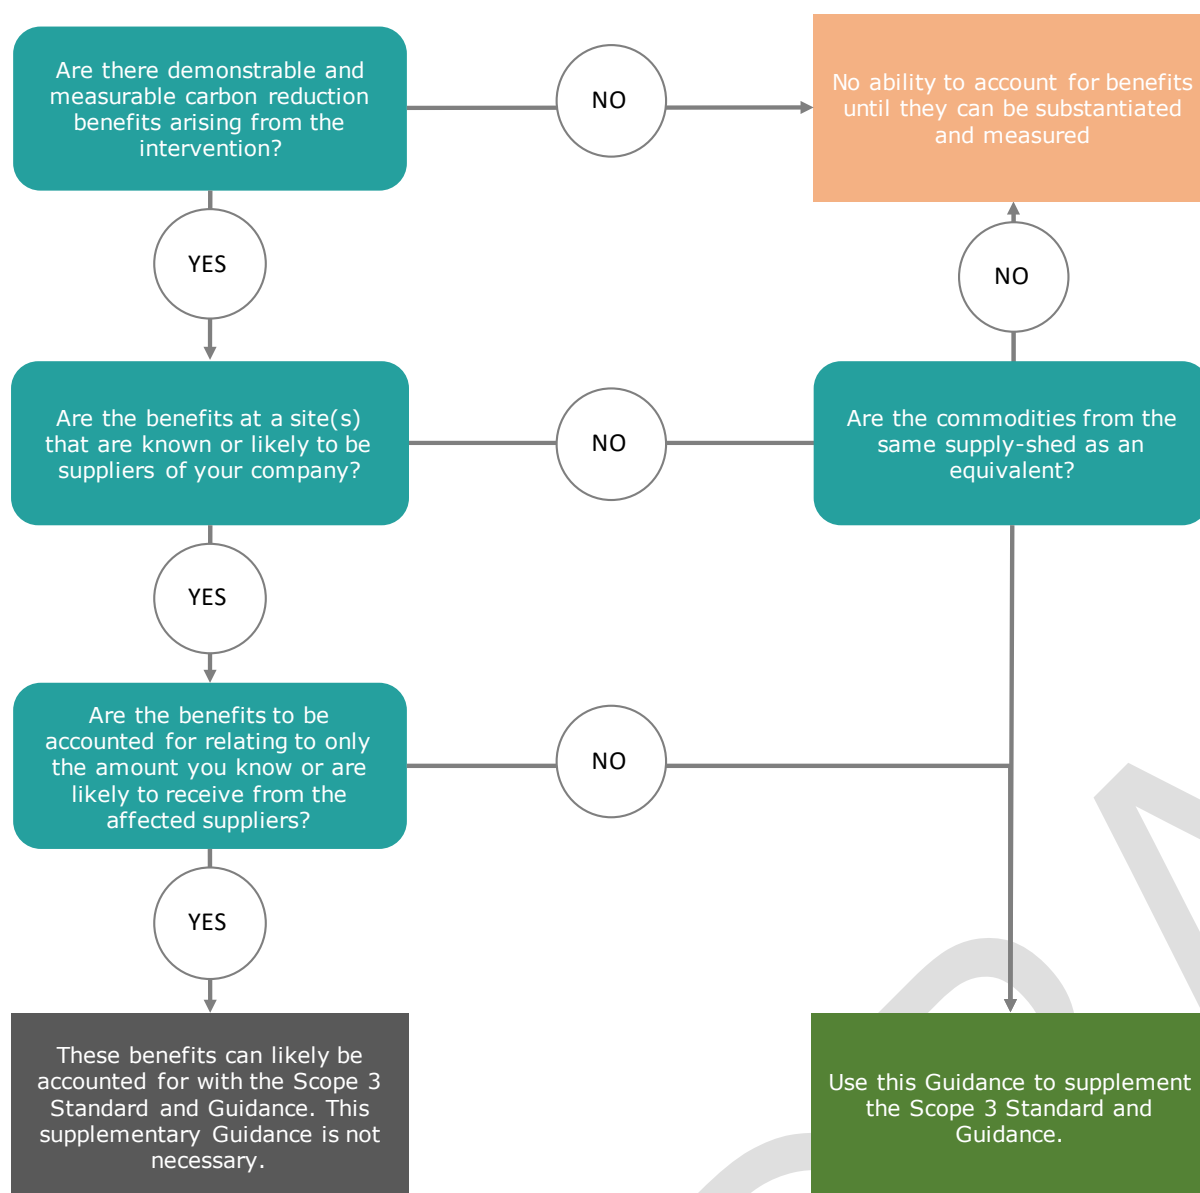 Are there demonstrable and
measurable carbon reduction
benefits arising from the
intervention?
NO
No ability to account for benefits
until they can be substantiated
and measured
YES
NO
Are the benefits at a site(s)
that are known or likely to be
suppliers of your company?
NO
Are the commodities from the
same supply-shed as an
equivalent?
YES
Are the benefits to be
accounted for relating to only
the amount you know or are
likely to receive from the
affected suppliers?
NO
YES
These benefits can likely be
accounted for with the Scope 3
Standard and Guidance. This
supplementary Guidance is not
necessary.
Use this Guidance to supplement
the Scope 3 Standard and
Guidance.